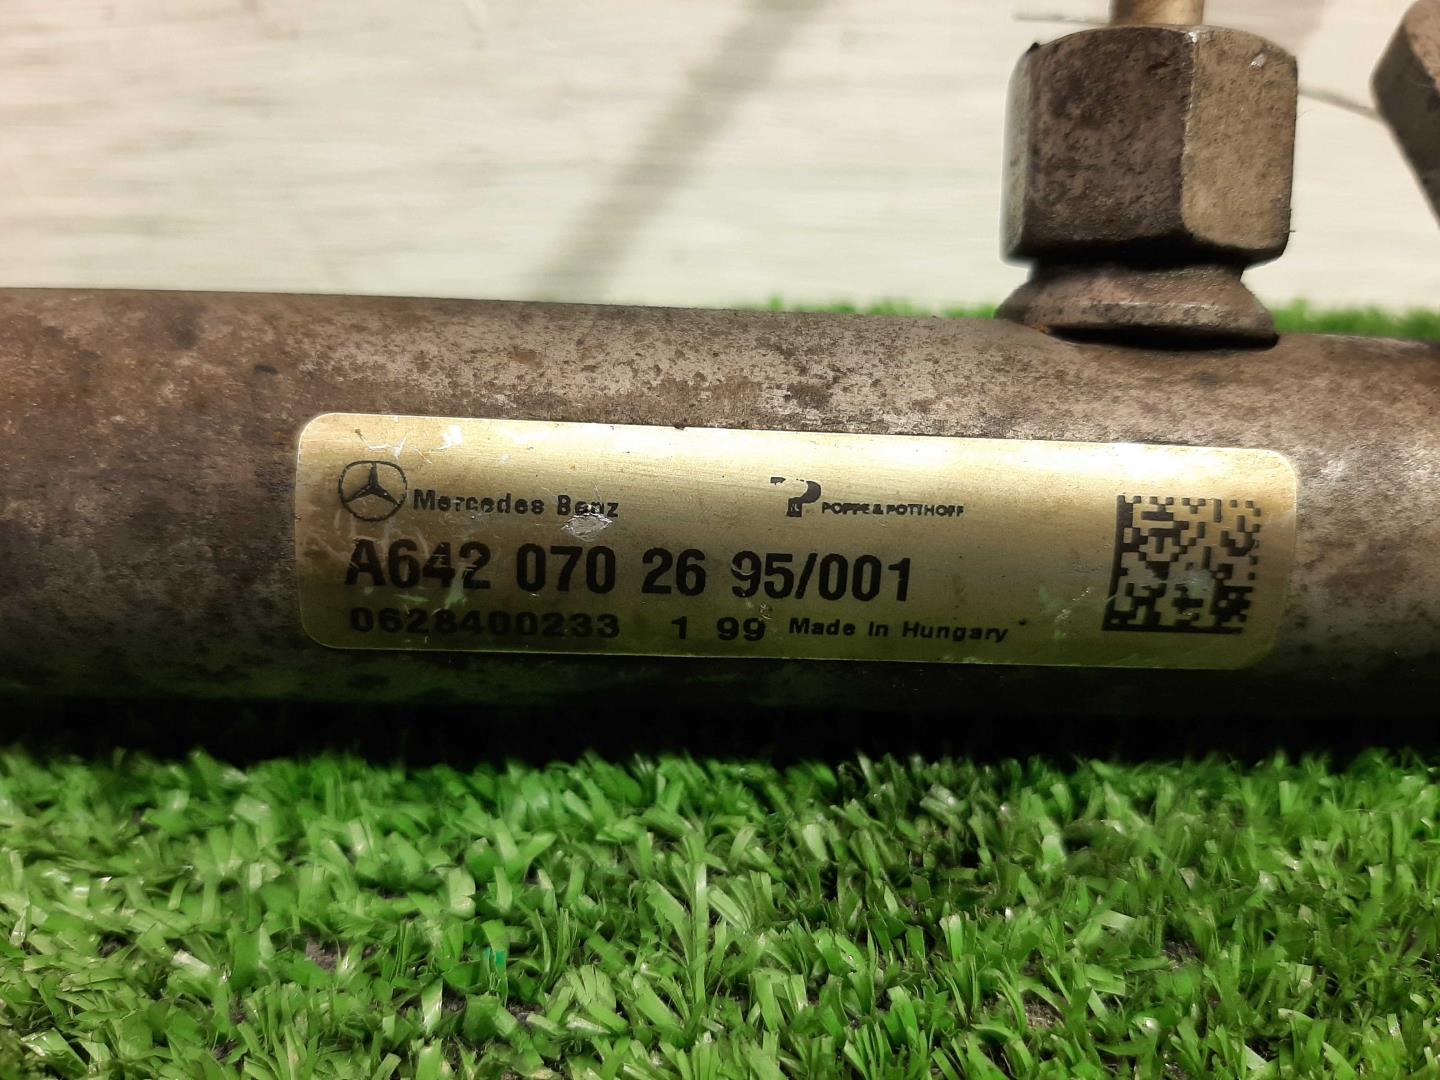 Mercedes Benz POPPE & POTTHOFF
A642 070 26 95/001
0628400233 1 99 Made in Hungary